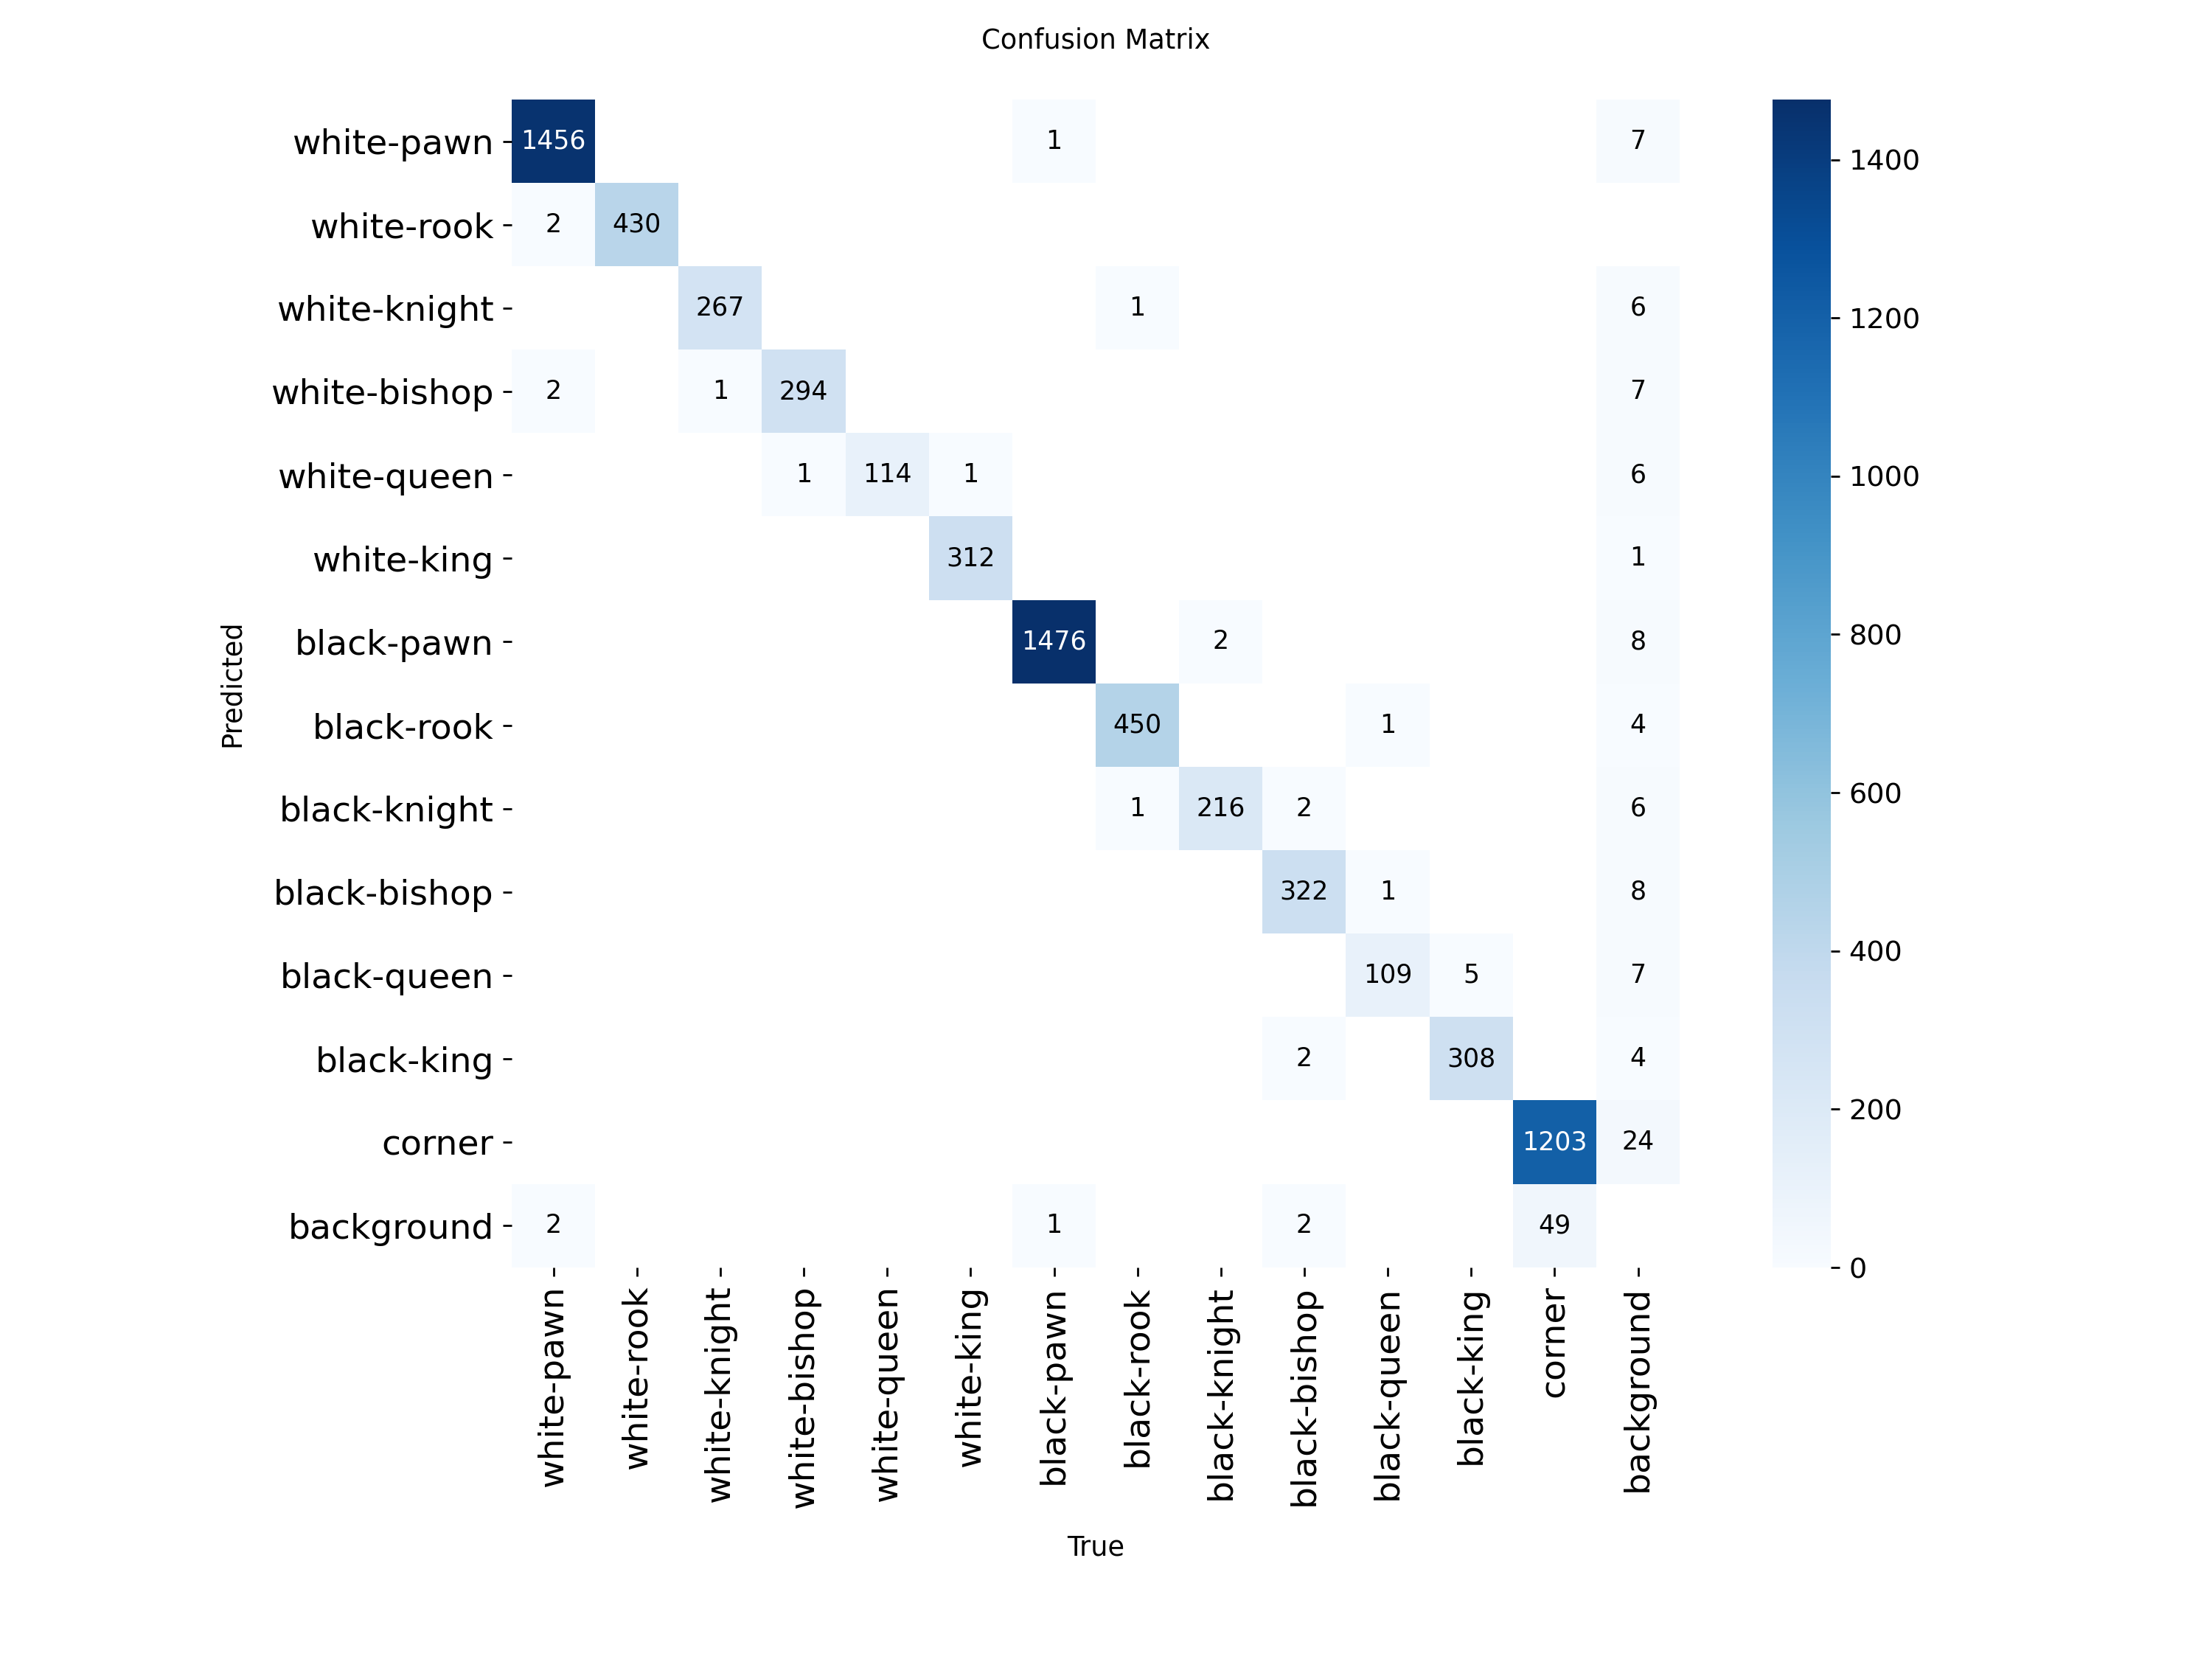 Confusion Matrix
white-pawn 1456 1 7
white-rook 2 430
white-knight 267 1 6
white-bishop 2 1 294 7
white-queen 1 114 1 6
white-king 312 1
black-pawn 1476 2 8
black-rook 450 1 4
black-knight 1 216 2 6
black-bishop 322 1 8
black-queen 109 5 7
black-king 2 308 4
corner 1203 24
background 2 1 2 49
Predicted
white-pawn
white-rook
white-knight
white-bishop
white-queen
white-king
black-pawn
black-rook
black-knight
black-bishop
black-queen
black-king
corner
background
True
1400
1200
1000
800
600
400
200
0